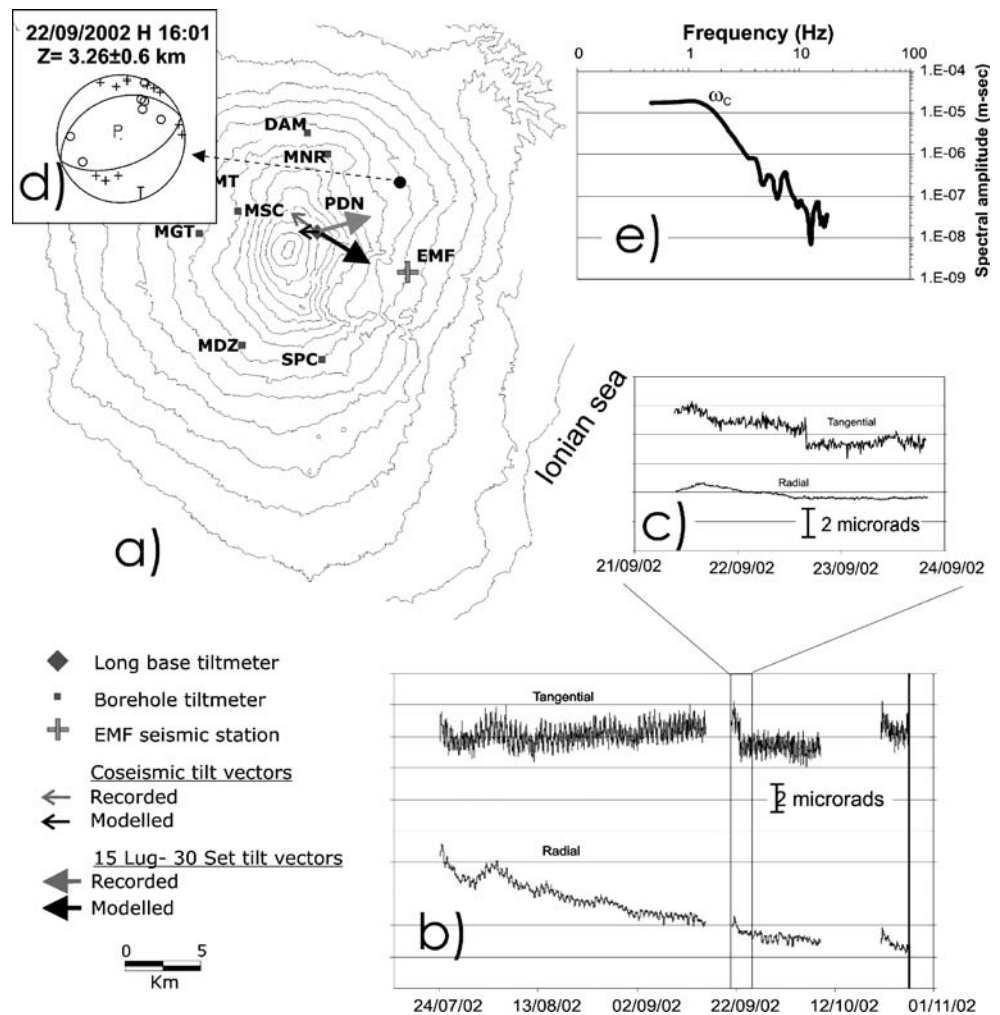 22/09/2002 H 16:01
Z= 3.26±0.6 km
P
T
d)
DAM
MNR
MT
MSC
PDN
MGT
EMF
MDZ
SPC
Ionian sea
a)
Frequency (Hz)
0 1 10 100
ωc
1.E-04
1.E-05
1.E-06
1.E-07
1.E-08
1.E-09
Spectral amplitude (m-sec)
e)
Tangential
Radial
c)
2 microrads
21/09/02 22/09/02 23/09/02 24/09/02
Long base tiltmeter
Borehole tiltmeter
EMF seismic station
Coseismic tilt vectors
Recorded
Modelled
15 Lug- 30 Set tilt vectors
Recorded
Modelled
0 5
Km
Tangential
2 microrads
Radial
b)
24/07/02 13/08/02 02/09/02 22/09/02 12/10/02 01/11/02